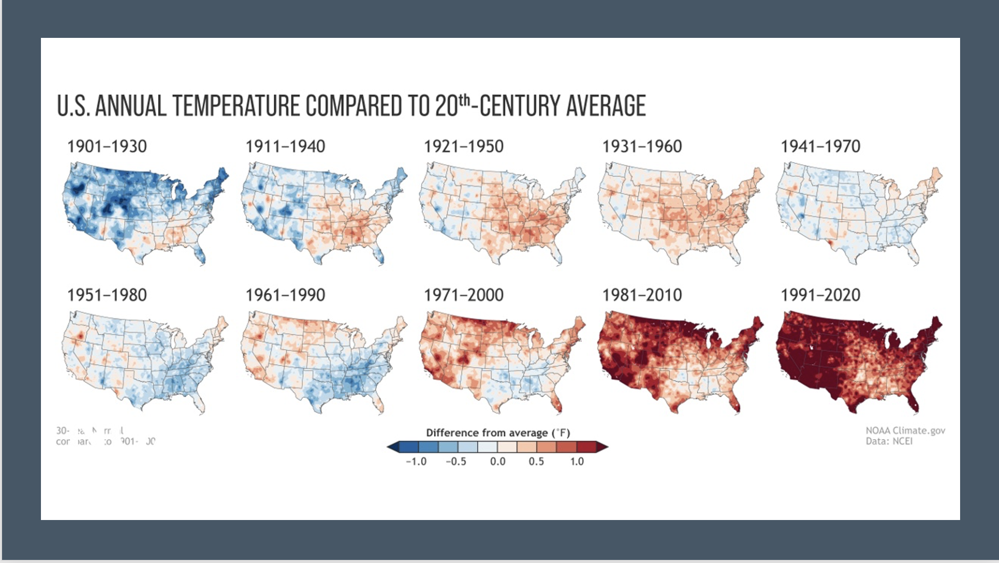 U.S. ANNUAL TEMPERATURE COMPARED TO 20th-CENTURY AVERAGE
1901–1930 1911–1940 1921–1950 1931–1960 1941–1970
1951–1980 1961–1990 1971–2000 1981–2010 1991–2020
30-
to
Difference from average (°F)
−1.0 −0.5 0.0 0.5 1.0
NOAA Climate.gov
Data: NCEI